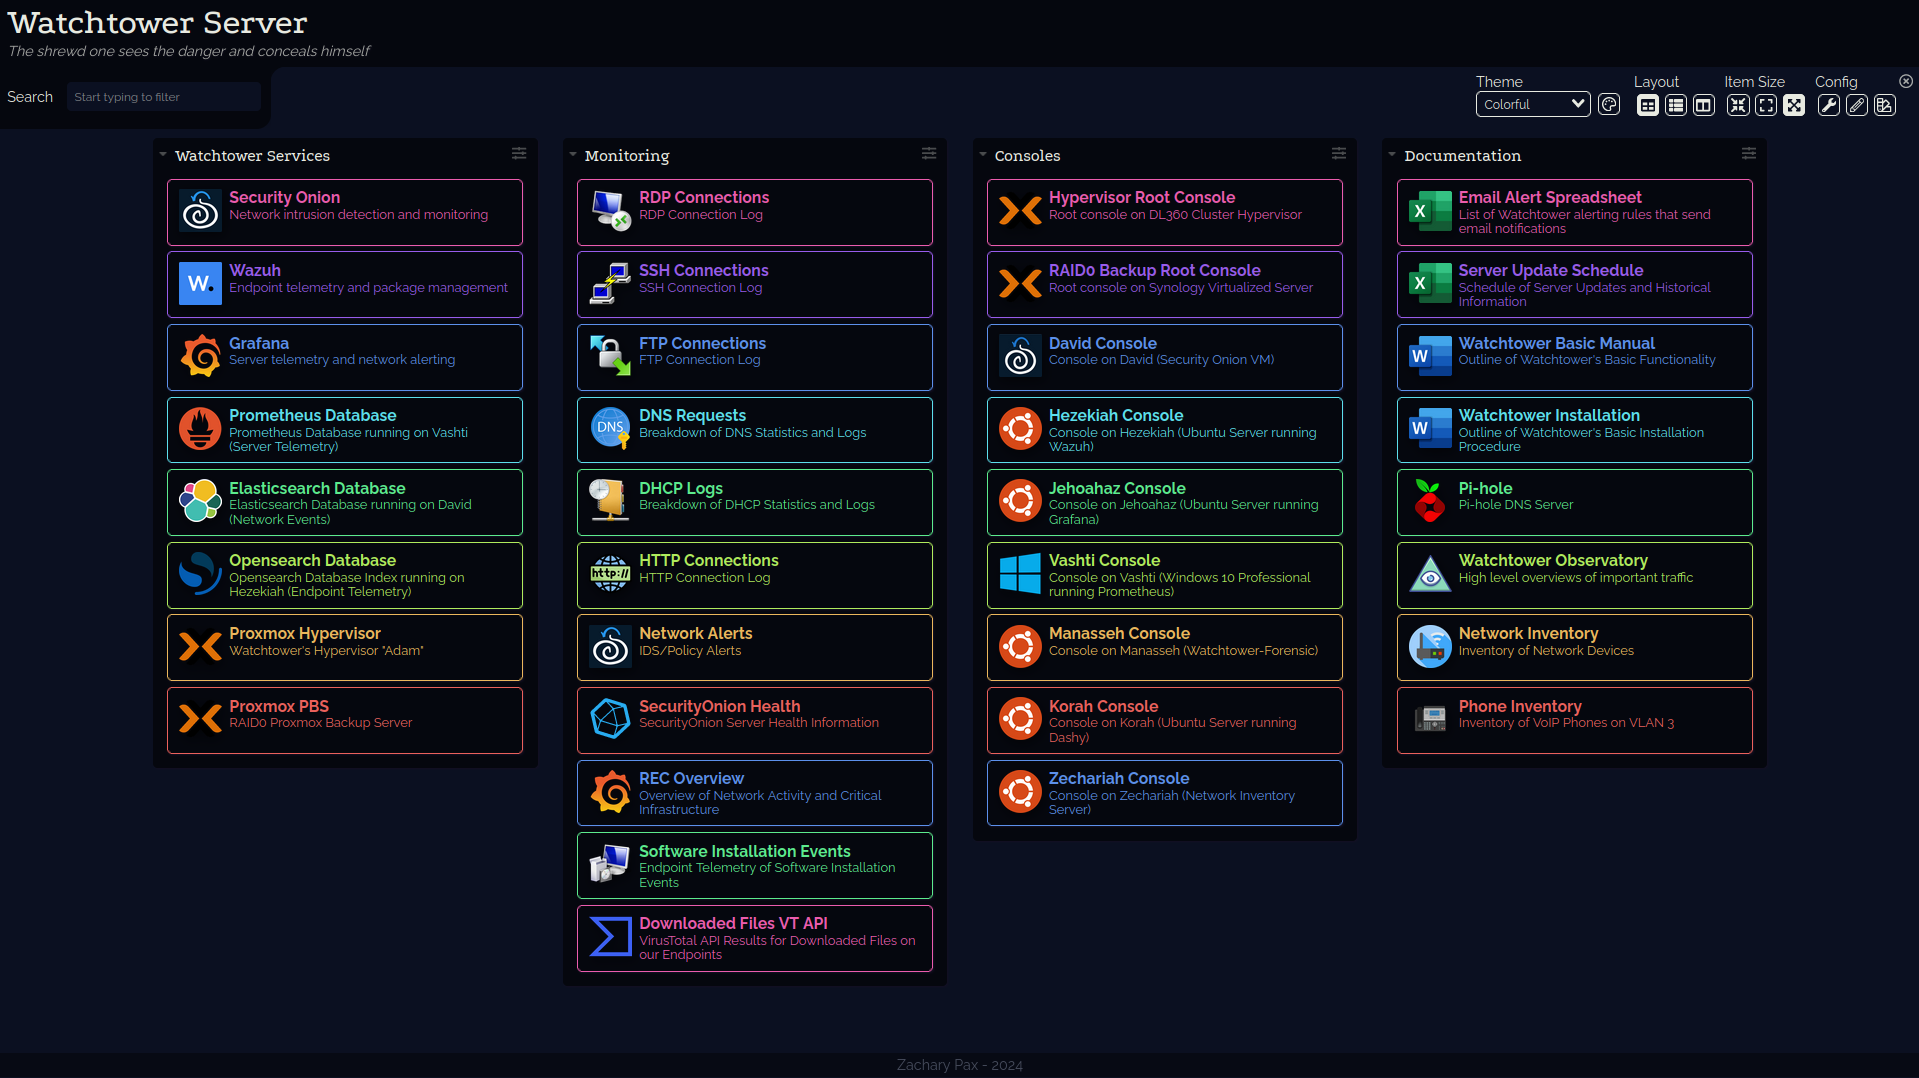 Watchtower Server
The shrewd one sees the danger and conceals himself
Search
Start typing to filter
Theme
Colorful
Layout
Item Size
Config
Watchtower Services
Security Onion
Network intrusion detection and monitoring
W.
Wazuh
Endpoint telemetry and package management
Grafana
Server telemetry and network alerting
Prometheus Database
Prometheus Database running on Vashti
(Server Telemetry)
Elasticsearch Database
Elasticsearch Database running on David
(Network Events)
Opensearch Database
Opensearch Database Index running on
Hezekiah (Endpoint Telemetry)
Proxmox Hypervisor
Watchtower's Hypervisor "Adam"
Proxmox PBS
RAID0 Proxmox Backup Server
Monitoring
RDP Connections
RDP Connection Log
SSH Connections
SSH Connection Log
FTP Connections
FTP Connection Log
DNS
DNS Requests
Breakdown of DNS Statistics and Logs
DHCP Logs
Breakdown of DHCP Statistics and Logs
http://
HTTP Connections
HTTP Connection Log
Network Alerts
IDS/Policy Alerts
SecurityOnion Health
SecurityOnion Server Health Information
REC Overview
Overview of Network Activity and Critical
Infrastructure
Software Installation Events
Endpoint Telemetry of Software Installation
Events
Downloaded Files VT API
VirusTotal API Results for Downloaded Files on
our Endpoints
Consoles
Hypervisor Root Console
Root console on DL360 Cluster Hypervisor
RAID0 Backup Root Console
Root console on Synology Virtualized Server
David Console
Console on David (Security Onion VM)
Hezekiah Console
Console on Hezekiah (Ubuntu Server running
Wazuh)
Jehoahaz Console
Console on Jehoahaz (Ubuntu Server running
Grafana)
Vashti Console
Console on Vashti (Windows 10 Professional
running Prometheus)
Manasseh Console
Console on Manasseh (Watchtower-Forensic)
Korah Console
Console on Korah (Ubuntu Server running
Dashy)
Zechariah Console
Console on Zechariah (Network Inventory
Server)
Documentation
X
Email Alert Spreadsheet
List of Watchtower alerting rules that send
email notifications
X
Server Update Schedule
Schedule of Server Updates and Historical
Information
W
Watchtower Basic Manual
Outline of Watchtower's Basic Functionality
W
Watchtower Installation
Outline of Watchtower's Basic Installation
Procedure
Pi-hole
Pi-hole DNS Server
Watchtower Observatory
High level overviews of important traffic
Network Inventory
Inventory of Network Devices
Phone Inventory
Inventory of VoIP Phones on VLAN 3
Zachary Pax - 2024